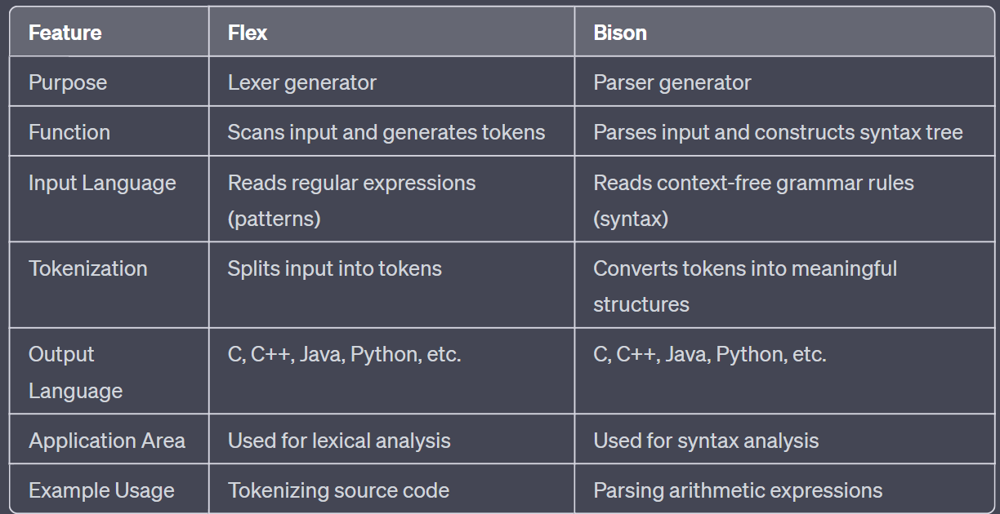 Feature Flex Bison
Purpose Lexer generator Parser generator
Function Scans input and generates tokens Parses input and constructs syntax tree
Input Language Reads regular expressions Reads context-free grammar rules
(patterns) (syntax)
Tokenization Splits input into tokens Converts tokens into meaningful
structures
Output C, C++, Java, Python, etc. C, C++, Java, Python, etc.
Language
Application Area Used for lexical analysis Used for syntax analysis
Example Usage Tokenizing source code Parsing arithmetic expressions